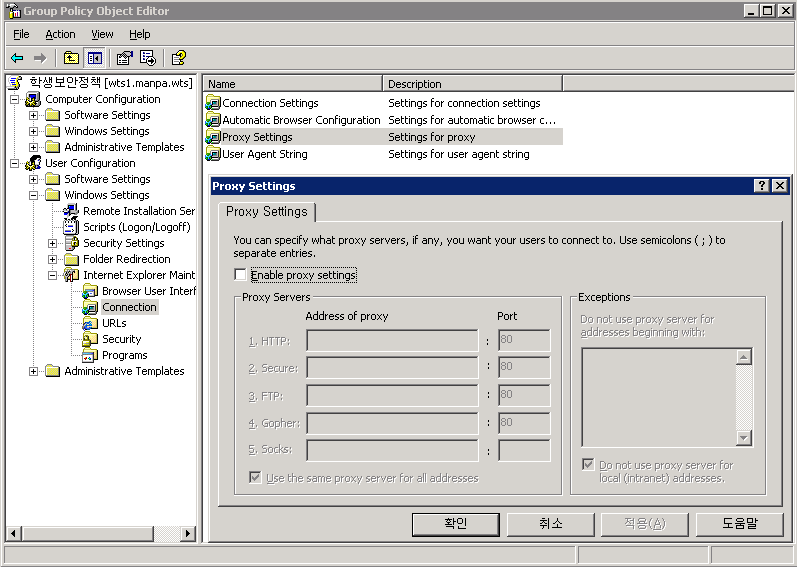 Group Policy Object Editor
File Action View Help
학생보안정책 [wts1.manpa.wts]
Computer Configuration
Software Settings
Windows Settings
Administrative Templates
User Configuration
Software Settings
Windows Settings
Remote Installation Ser
Scripts (Logon/Logoff)
Security Settings
Folder Redirection
Internet Explorer Maint
Browser User Interf
Connection
URLs
Security
Programs
Administrative Templates
Name Description
Connection Settings Settings for connection settings
Automatic Browser Configuration Settings for automatic browser c...
Proxy Settings Settings for proxy
User Agent String Settings for user agent string
Proxy Settings
Proxy Settings
You can specify what proxy servers, if any, you want your users to connect to. Use semicolons ( ; ) to
separate entries.
Enable proxy settings
Proxy Servers
Address of proxy Port
1. HTTP: : 80
2. Secure: : 80
3. FTP: : 80
4. Gopher: : 80
5. Socks: :
Use the same proxy server for all addresses
Exceptions
Do not use proxy server for
addresses beginning with:
Do not use proxy server for
local (intranet) addresses.
확인 취소 적용(A) 도움말